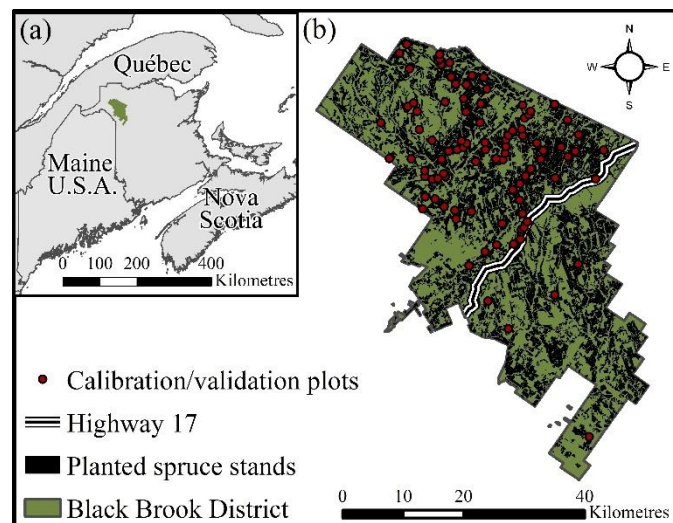 (a)
Québec
Maine
U.S.A.
Nova
Scotia
0 100 200 400
Kilometres
(b)
N
W E
S
Calibration/validation plots
Highway 17
Planted spruce stands
Black Brook District
0 10 20 40
Kilometres